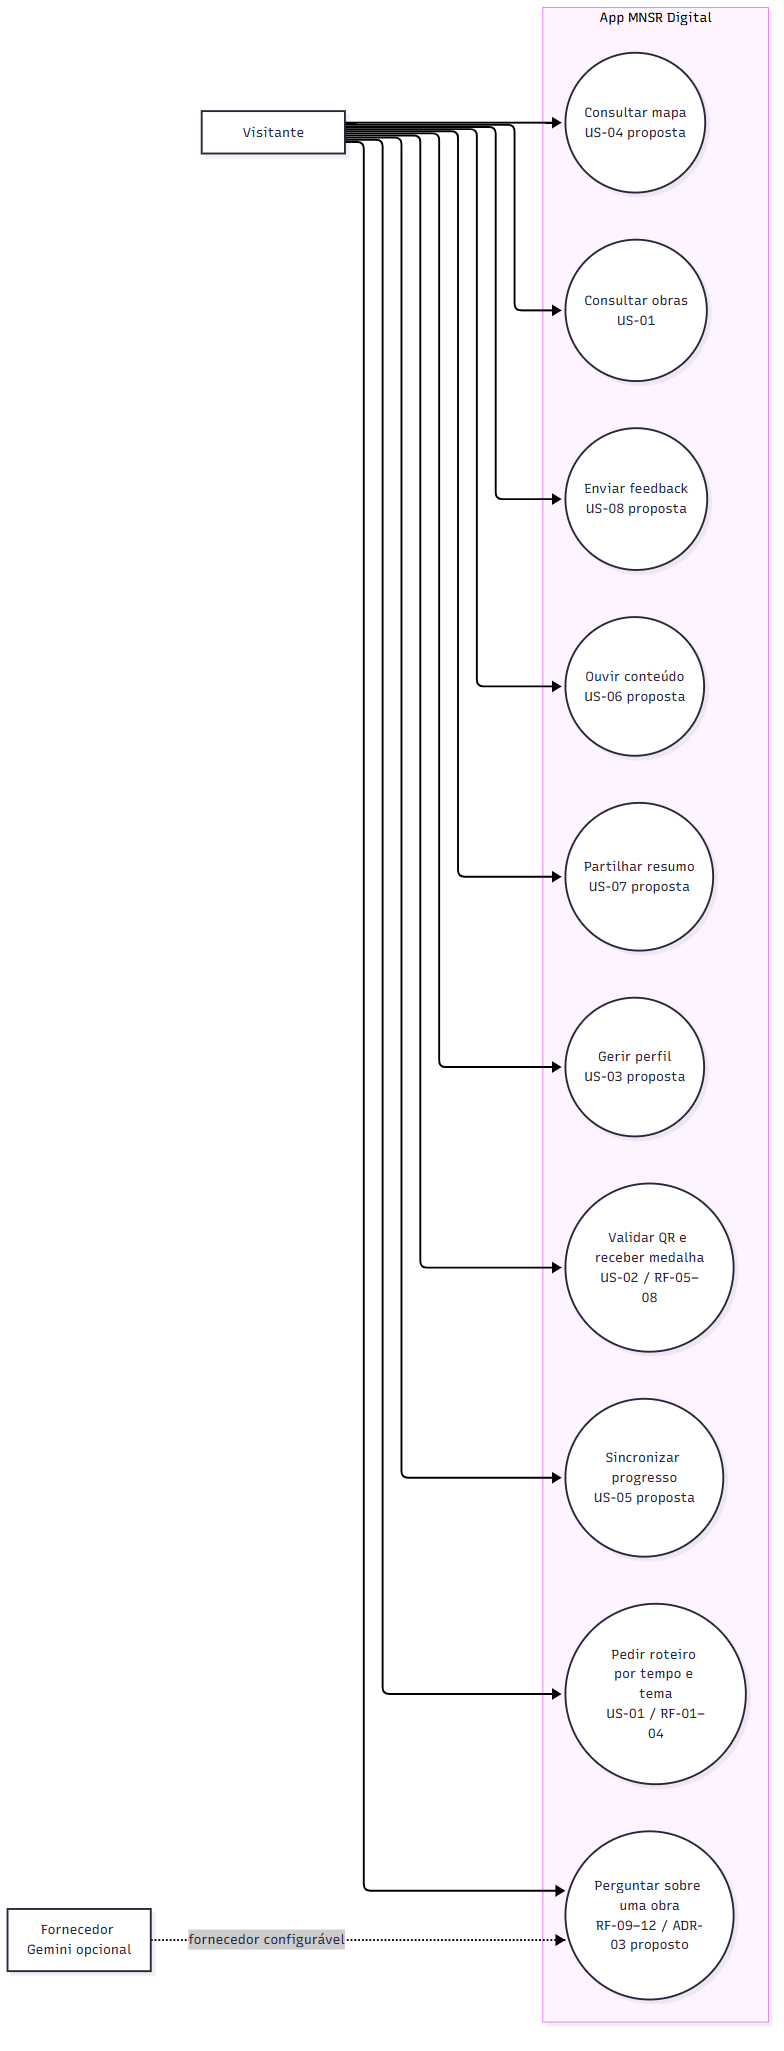 App MNSR Digital
Visitante
Consultar mapa
US-04 proposta
Consultar obras
US-01
Enviar feedback
US-08 proposta
Ouvir conteúdo
US-06 proposta
Partilhar resumo
US-07 proposta
Gerir perfil
US-03 proposta
Validar QR e
receber medalha
US-02 / RF-05–
08
Sincronizar
progresso
US-05 proposta
Pedir roteiro
por tempo e
tema
US-01 / RF-01–
04
Perguntar sobre
uma obra
RF-09–12 / ADR-
03 proposto
Fornecedor
Gemini opcional
fornecedor configurável